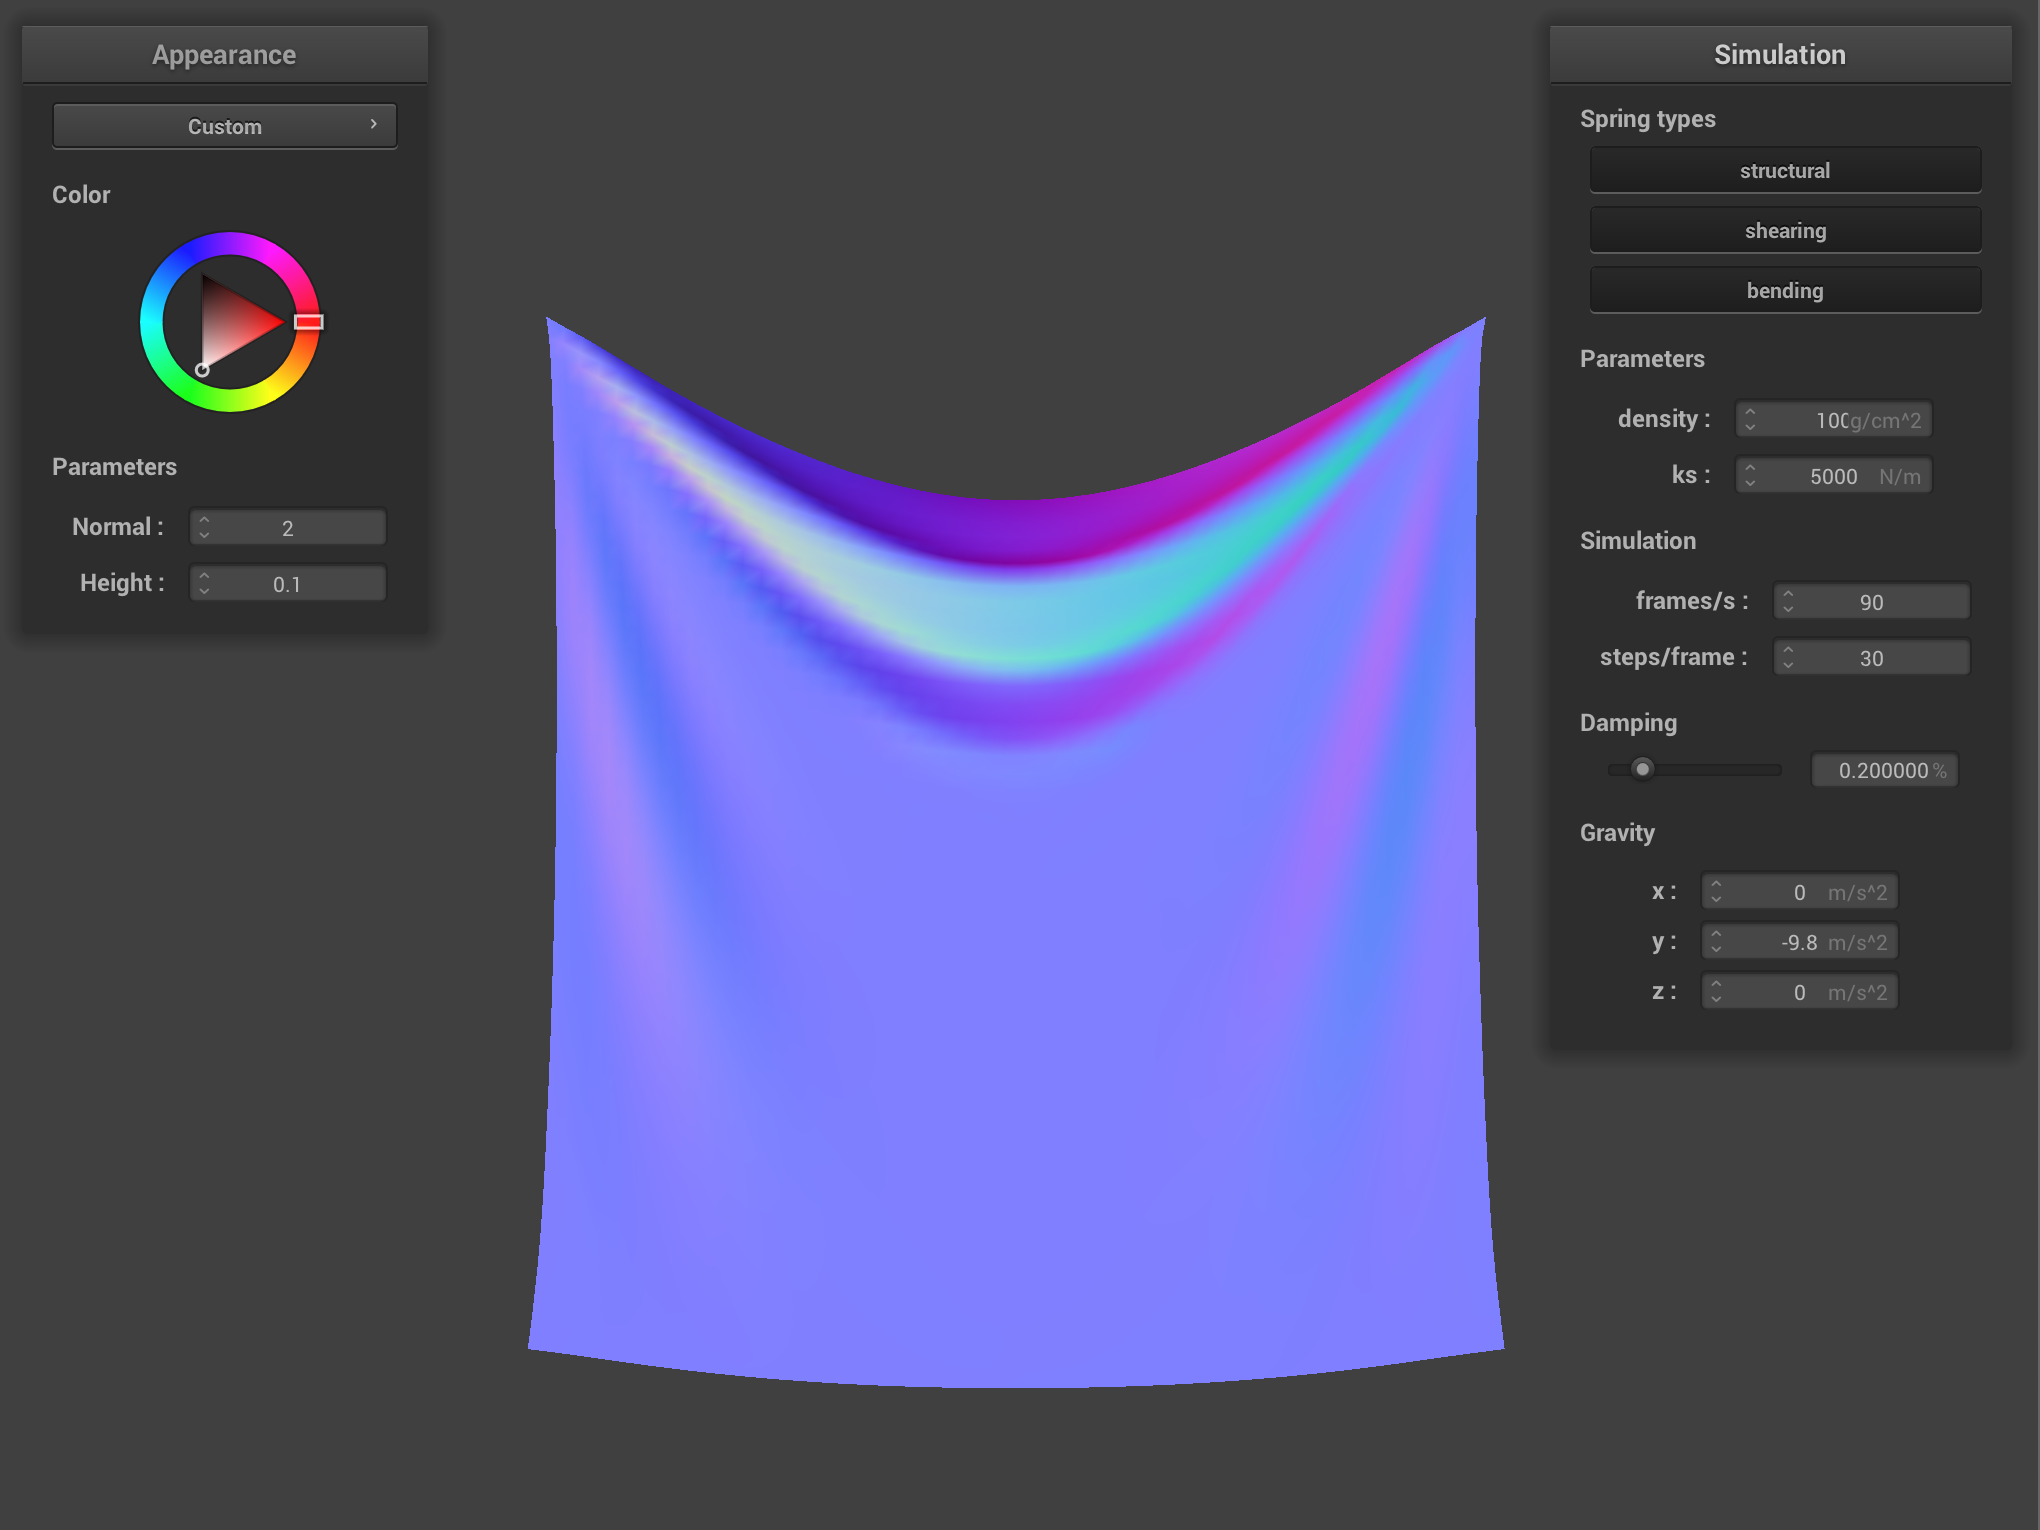 Appearance
Custom
Color
Parameters
Normal : 2
Height : 0.1
Simulation
Spring types
structural
shearing
bending
Parameters
density : 100 g/cm^2
ks : 5000 N/m
Simulation
frames/s : 90
steps/frame : 30
Damping
0.200000 %
Gravity
x : 0 m/s^2
y : -9.8 m/s^2
z : 0 m/s^2